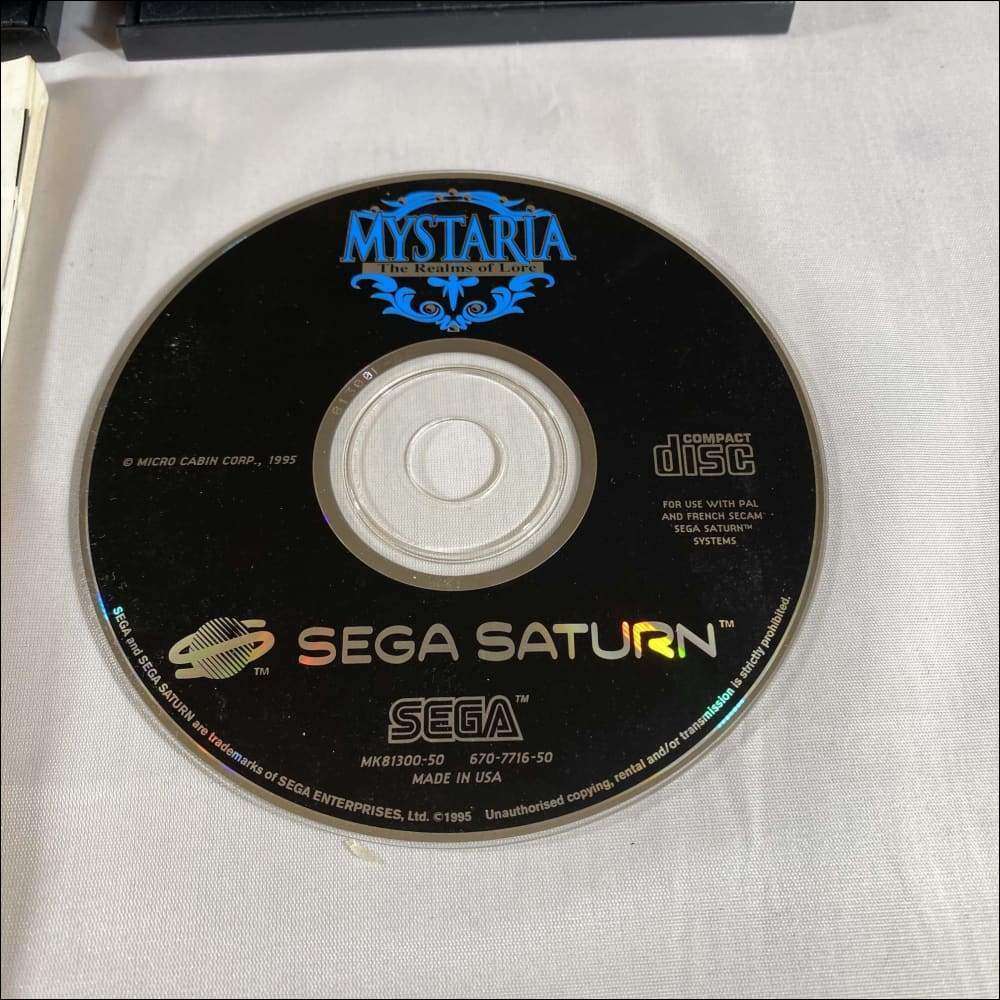 MYSTARIA
The Realms of Lore
© MICRO CABIN CORP., 1995
COMPACT
disc
FOR USE WITH PAL
AND FRENCH SECAM
SEGA SATURN™
SYSTEMS
SEGA SATURN™
TM
SEGA™
MK81300-50 670-7716-50
MADE IN USA
SEGA and SEGA SATURN are trademarks of SEGA ENTERPRISES, Ltd. ©1995 Unauthorised copying, rental and/or transmission is strictly prohibited.